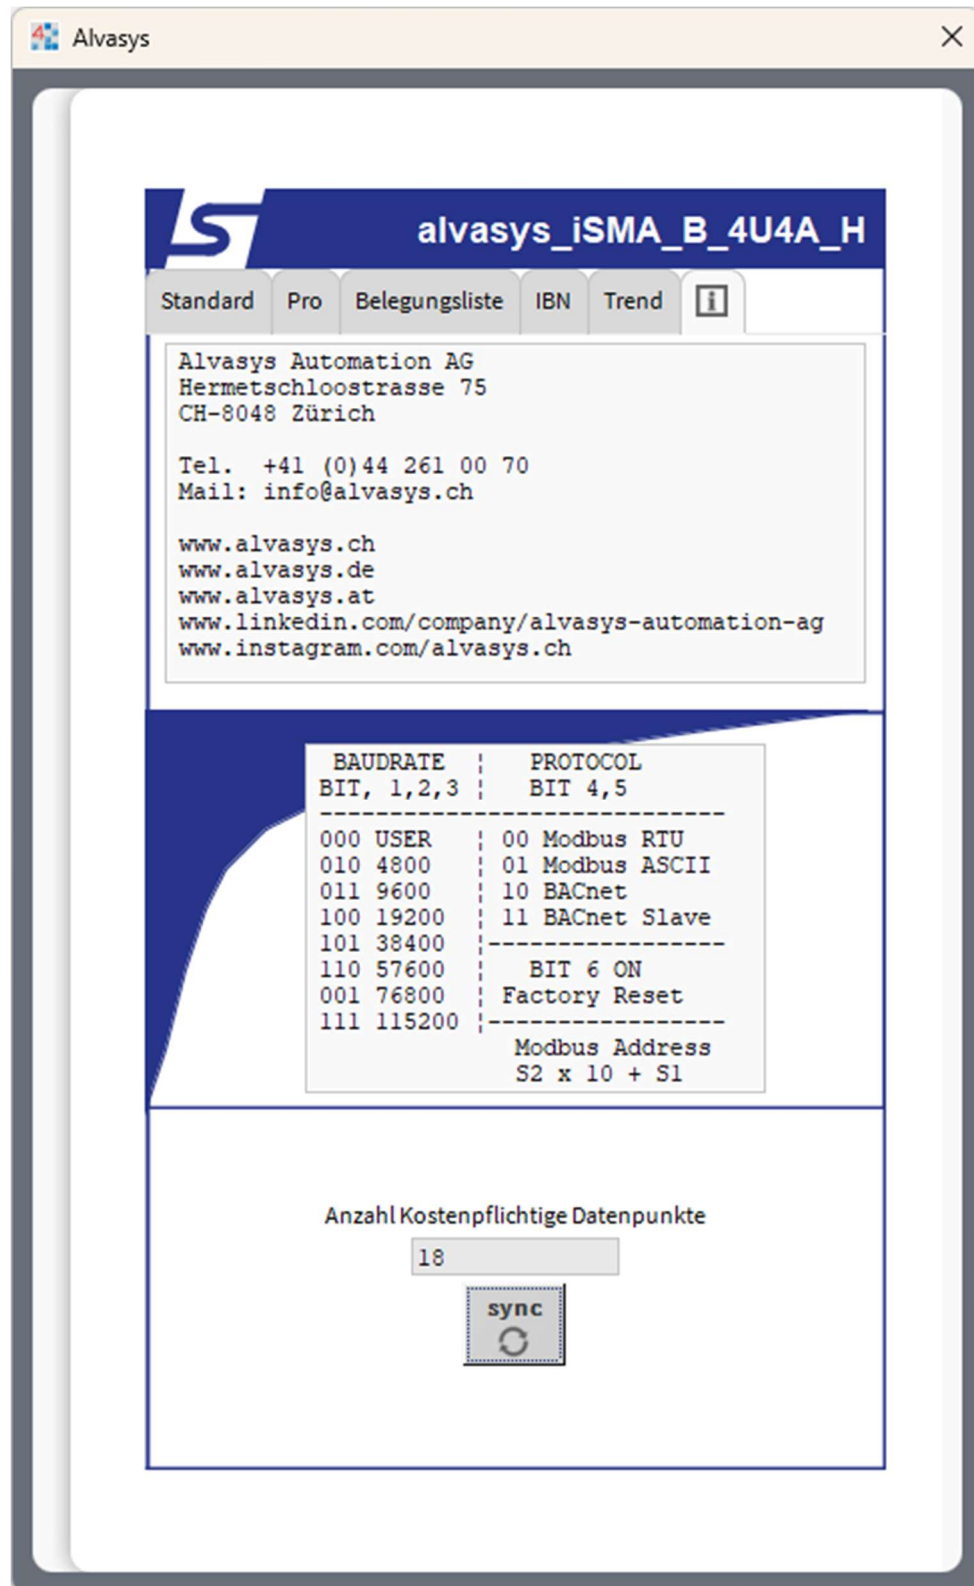 Alvasys
alvasys_iSMA_B_4U4A_H
Standard Pro Belegungsliste IBN Trend i
Alvasys Automation AG
Hermetschloostrasse 75
CH-8048 Zürich
Tel. +41 (0)44 261 00 70
Mail: info@alvasys.ch
www.alvasys.ch
www.alvasys.de
www.alvasys.at
www.linkedin.com/company/alvasys-automation-ag
www.instagram.com/alvasys.ch
BAUDRATE ¦ PROTOCOL
BIT, 1,2,3 ¦ BIT 4,5
-----------------------------
000 USER ¦ 00 Modbus RTU
010 4800 ¦ 01 Modbus ASCII
011 9600 ¦ 10 BACnet
100 19200 ¦ 11 BACnet Slave
101 38400 ¦-----------------
110 57600 ¦ BIT 6 ON
001 76800 ¦ Factory Reset
111 115200 ¦-----------------
Modbus Address
S2 x 10 + S1
Anzahl Kostenpflichtige Datenpunkte
18
sync